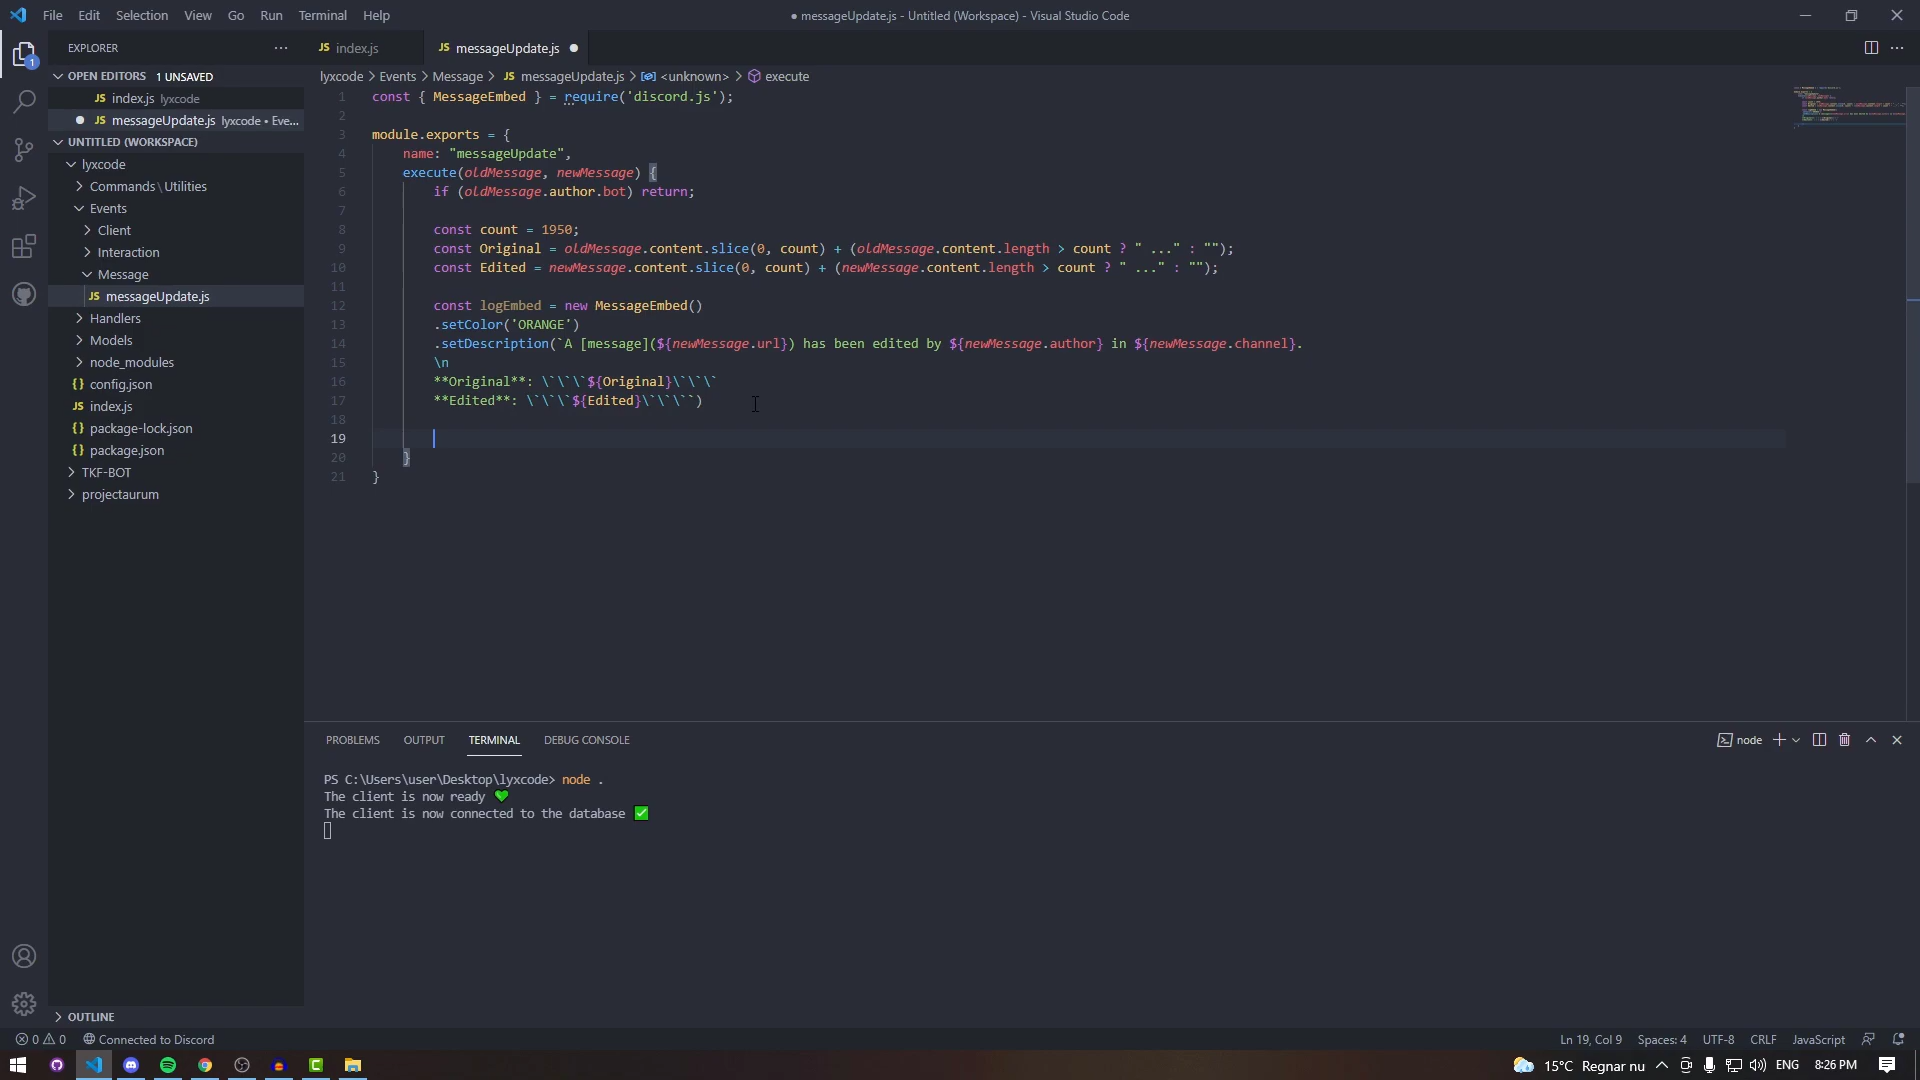 File Edit Selection View Go Run Terminal Help
● messageUpdate.js - Untitled (Workspace) - Visual Studio Code
EXPLORER
JS index.js
JS messageUpdate.js
OPEN EDITORS 1 UNSAVED
JS index.js lyxcode
JS messageUpdate.js lyxcode • Eve...
UNTITLED (WORKSPACE)
lyxcode
Commands\Utilities
Events
Client
Interaction
Message
JS messageUpdate.js
Handlers
Models
node_modules
{} config.json
JS index.js
{} package-lock.json
{} package.json
TKF-BOT
projectaurum
OUTLINE
lyxcode > Events > Message > JS messageUpdate.js > <unknown> > execute
1 const { MessageEmbed } = require('discord.js');
2
3 module.exports = {
4 name: "messageUpdate",
5 execute(oldMessage, newMessage) {
6 if (oldMessage.author.bot) return;
7
8 const count = 1950;
9 const Original = oldMessage.content.slice(0, count) + (oldMessage.content.length > count ? " ..." : "");
10 const Edited = newMessage.content.slice(0, count) + (newMessage.content.length > count ? " ..." : "");
11
12 const logEmbed = new MessageEmbed()
13 .setColor('ORANGE')
14 .setDescription(`A [message](${newMessage.url}) has been edited by ${newMessage.author} in ${newMessage.channel}.
15 \n
16 **Original**: \`\`\`${Original}\`\`\`
17 **Edited**: \`\`\`${Edited}\`\`\``)
18
19
20 }
21 }
PROBLEMS OUTPUT TERMINAL DEBUG CONSOLE
node
PS C:\Users\user\Desktop\lyxcode> node .
The client is now ready 💚
The client is now connected to the database ✅
1
0 0 Connected to Discord
Ln 19, Col 9 Spaces: 4 UTF-8 CRLF JavaScript
15°C Regnar nu ENG 8:26 PM